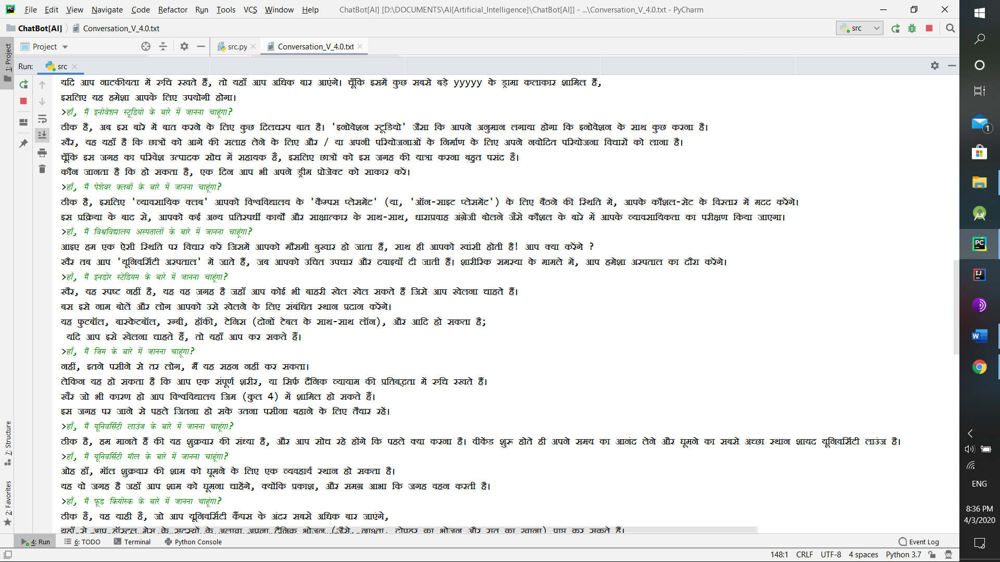 File Edit View Navigate Code Refactor Run Tools VCS Window Help ChatBot[AI] [D:\DOCUMENTS\AI[Artificial_Intelligence]\ChatBot[AI]] - ...\Conversation_V_4.0.txt - PyCharm
ChatBot[AI] Conversation_V_4.0.txt src
1: Project
Project src.py Conversation_V_4.0.txt
Run: src
यदि आप नाटकीयता में रुचि रखते हैं, तो यहाँ आप अधिक बार आएंगे। चूँकि इसमें कुछ सबसे बड़े yyyyy के ड्रामा कलाकार शामिल हैं,
इसलिए यह हमेशा आपके लिए उपयोगी होगा।
>हाँ, मैं इनोवेशन स्टूडियो के बारे में जानना चाहूंगा?
ठीक है, अब इस बारे में बात करने के लिए कुछ दिलचस्प बात है। 'इनोवेशन स्टूडियो' जैसा कि आपने अनुमान लगाया होगा कि इनोवेशन के साथ कुछ करना है।
खैर, यह यहाँ है कि छात्रों को आगे की सलाह लेने के लिए और / या अपनी परियोजनाओं के निर्माण के लिए अपने नवोदित परियोजना विचारों को लाना है।
चूँकि इस जगह का परिवेश उत्पादक सोच में सहायक है, इसलिए छात्रों को इस जगह की यात्रा करना बहुत पसंद है।
कौन जानता है कि हो सकता है, एक दिन आप भी अपने ड्रीम प्रोजेक्ट को साकार करें।
>हाँ, मैं पेशेवर क्लबों के बारे में जानना चाहूंगा?
ठीक है, इसलिए 'व्यावसायिक क्लब' आपको विश्वविद्यालय के 'कैम्पस प्लेसमेंट' (या, 'ऑन-साइट प्लेसमेंट') के लिए बैठने की स्थिति में, आपके कौशल-सेट के विस्तार में मदद करेंगे।
इस प्रक्रिया के बाद से, आपको कई अन्य प्रतिस्पर्धी कार्यों और साक्षात्कार के साथ-साथ, धाराप्रवाह अंग्रेजी बोलने जैसे कौशल के बारे में आपके व्यावसायिकता का परीक्षण किया जाएगा।
>हाँ, मैं विश्वविद्यालय अस्पतालों के बारे में जानना चाहूंगा?
आइए हम एक ऐसी स्थिति पर विचार करें जिसमें आपको मौसमी बुखार हो जाता हैं, साथ ही आपको खांसी होती है! आप क्या करेंगे ?
खैर तब आप 'यूनिवर्सिटी अस्पताल' में जाते हैं, जब आपको उचित उपचार और दवाइयाँ दी जाती हैं। शारीरिक समस्या के मामले में, आप हमेशा अस्पताल का दौरा करेंगे।
>हाँ, मैं इनडोर स्टेडियम के बारे में जानना चाहूंगा?
खैर, यह स्पष्ट नहीं है, यह वह जगह है जहाँ आप कोई भी बाहरी खेल खेल सकते हैं जिसे आप खेलना चाहते हैं।
बस इसे नाम बोलें और लोग आपको उसे खेलने के लिए संबंधित स्थान प्रदान करेंगे।
यह फुटबॉल, बास्केटबॉल, रग्बी, हॉकी, टेनिस (दोनों टेबल के साथ-साथ लॉन), और आदि हो सकता है;
यदि आप इसे खेलना चाहते हैं, तो यहाँ आप कर सकते हैं।
>हाँ, मैं जिम के बारे में जानना चाहूंगा?
नहीं, इतने पसीने से तर लोग, मैं यह सहन नहीं कर सकता।
लेकिन यह हो सकता है कि आप एक संपूर्ण शरीर, या सिर्फ दैनिक व्यायाम की प्रतिबद्धता में रुचि रखते हैं।
खैर जो भी कारण हो आप विश्वविद्यालय जिम (कुल 4) में शामिल हो सकते हैं।
इस जगह पर जाने से पहले जितना हो सके उतना पसीना बहाने के लिए तैयार रहें।
>हाँ, मैं यूनिवर्सिटी लाउंज के बारे में जानना चाहूंगा?
ठीक है, हम मानते हैं की यह शुक्रवार की संध्या है, और आप सोच रहे होंगे कि पहले क्या करना है। वीकेंड शुरू होते ही अपने समय का आनंद लेने और घूमने का सबसे अच्छा स्थान शायद यूनिवर्सिटी लाउंज है।
>हाँ, मैं यूनिवर्सिटी मॉल के बारे में जानना चाहूंगा?
ओह हाँ, मॉल शुक्रवार की शाम को घूमने के लिए एक व्यवहार्य स्थान हो सकता है।
यह वो जगह है जहाँ आप शाम को घूमना चाहेंगे, क्योंकि प्रकाश, और समग्र आभा कि जगह वहन करती है।
>हाँ, मैं फूड कियोस्क के बारे में जानना चाहूंगा?
ठीक है, वह याही है, जो आप यूनिवर्सिटी कैंपस के अंदर सबसे अधिक बार जाएंगे,
यहाँ से आप हॉस्टल मेस के सदस्यों के अलावा अपना दैनिक भोजन (जैसे, नाश्ता, दोपहर का भोजन और रात का खाना) प्राप्त कर सकते हैं।
7: Structure
2: Favorites
4: Run 6: TODO Terminal Python Console Event Log
148:1 CRLF UTF-8 4 spaces Python 3.7
1
ENG
8:36 PM
4/3/2020